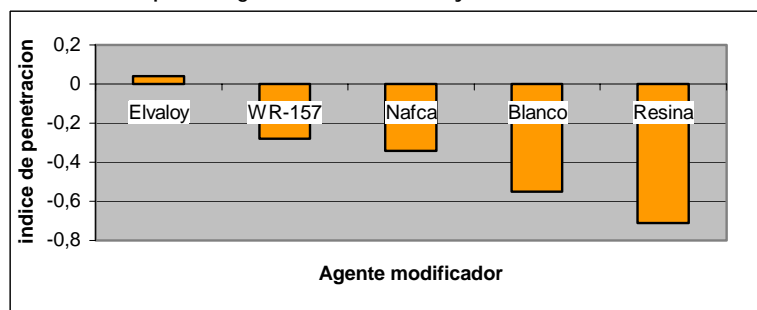 0,2
0
-0,2
-0,4
-0,6
-0,8
indice de penetracion
Elvaloy
WR-157
Nafca
Blanco
Resina
Agente modificador